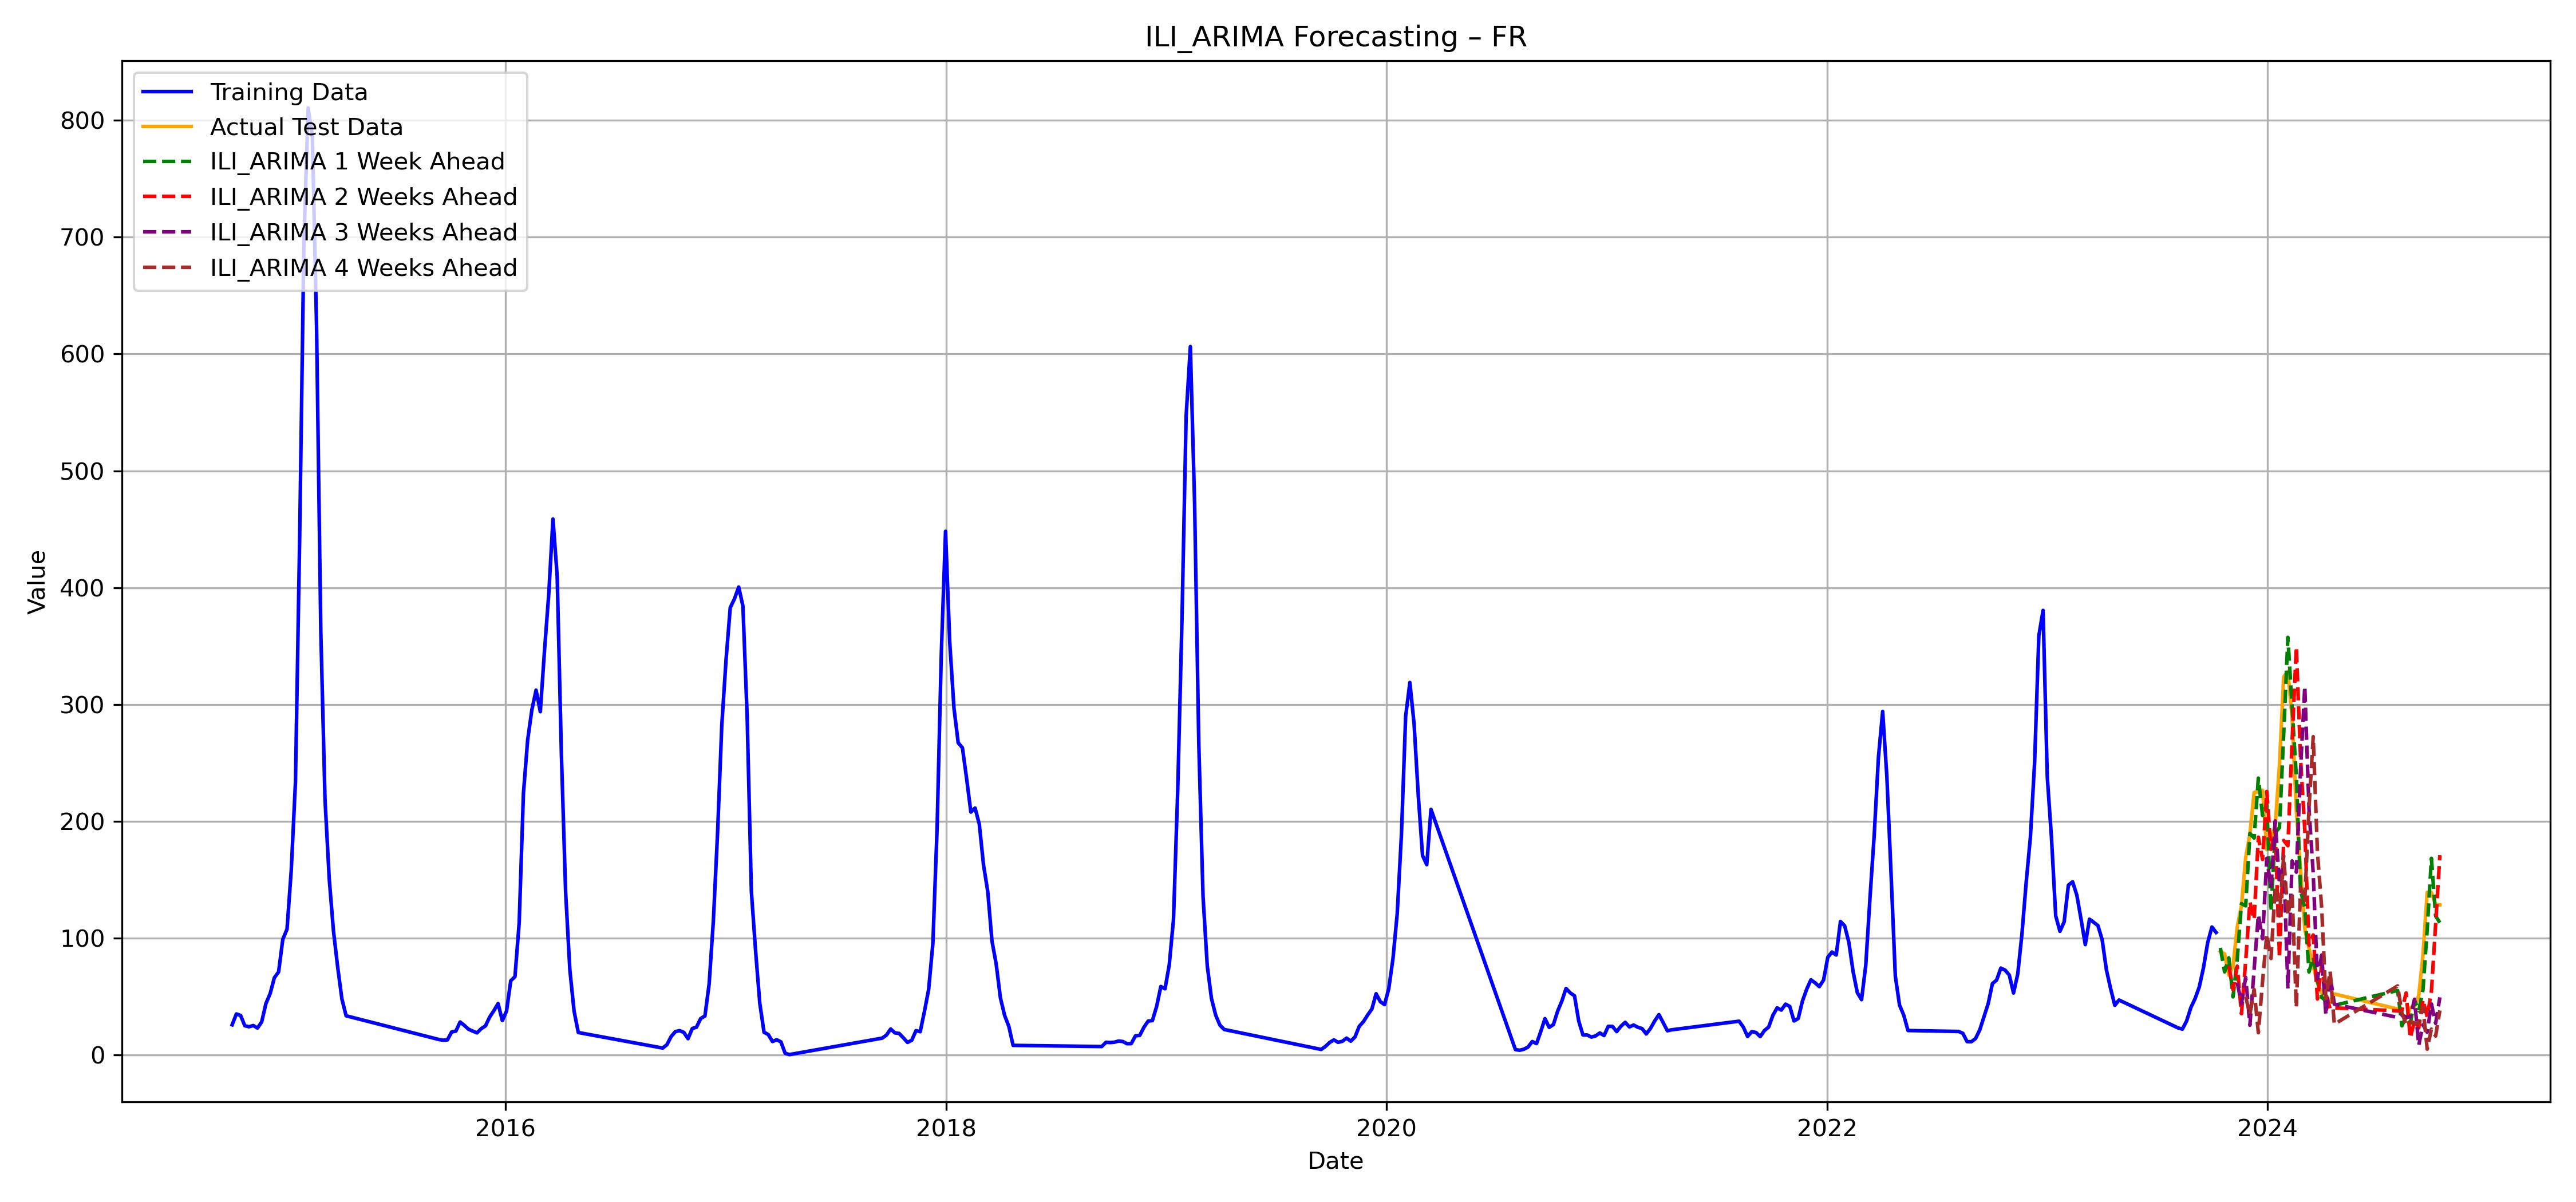 ILI_ARIMA Forecasting – FR
Training Data
Actual Test Data
ILI_ARIMA 1 Week Ahead
ILI_ARIMA 2 Weeks Ahead
ILI_ARIMA 3 Weeks Ahead
ILI_ARIMA 4 Weeks Ahead
800
700
600
500
400
300
200
100
0
Value
2016
2018
2020
2022
2024
Date